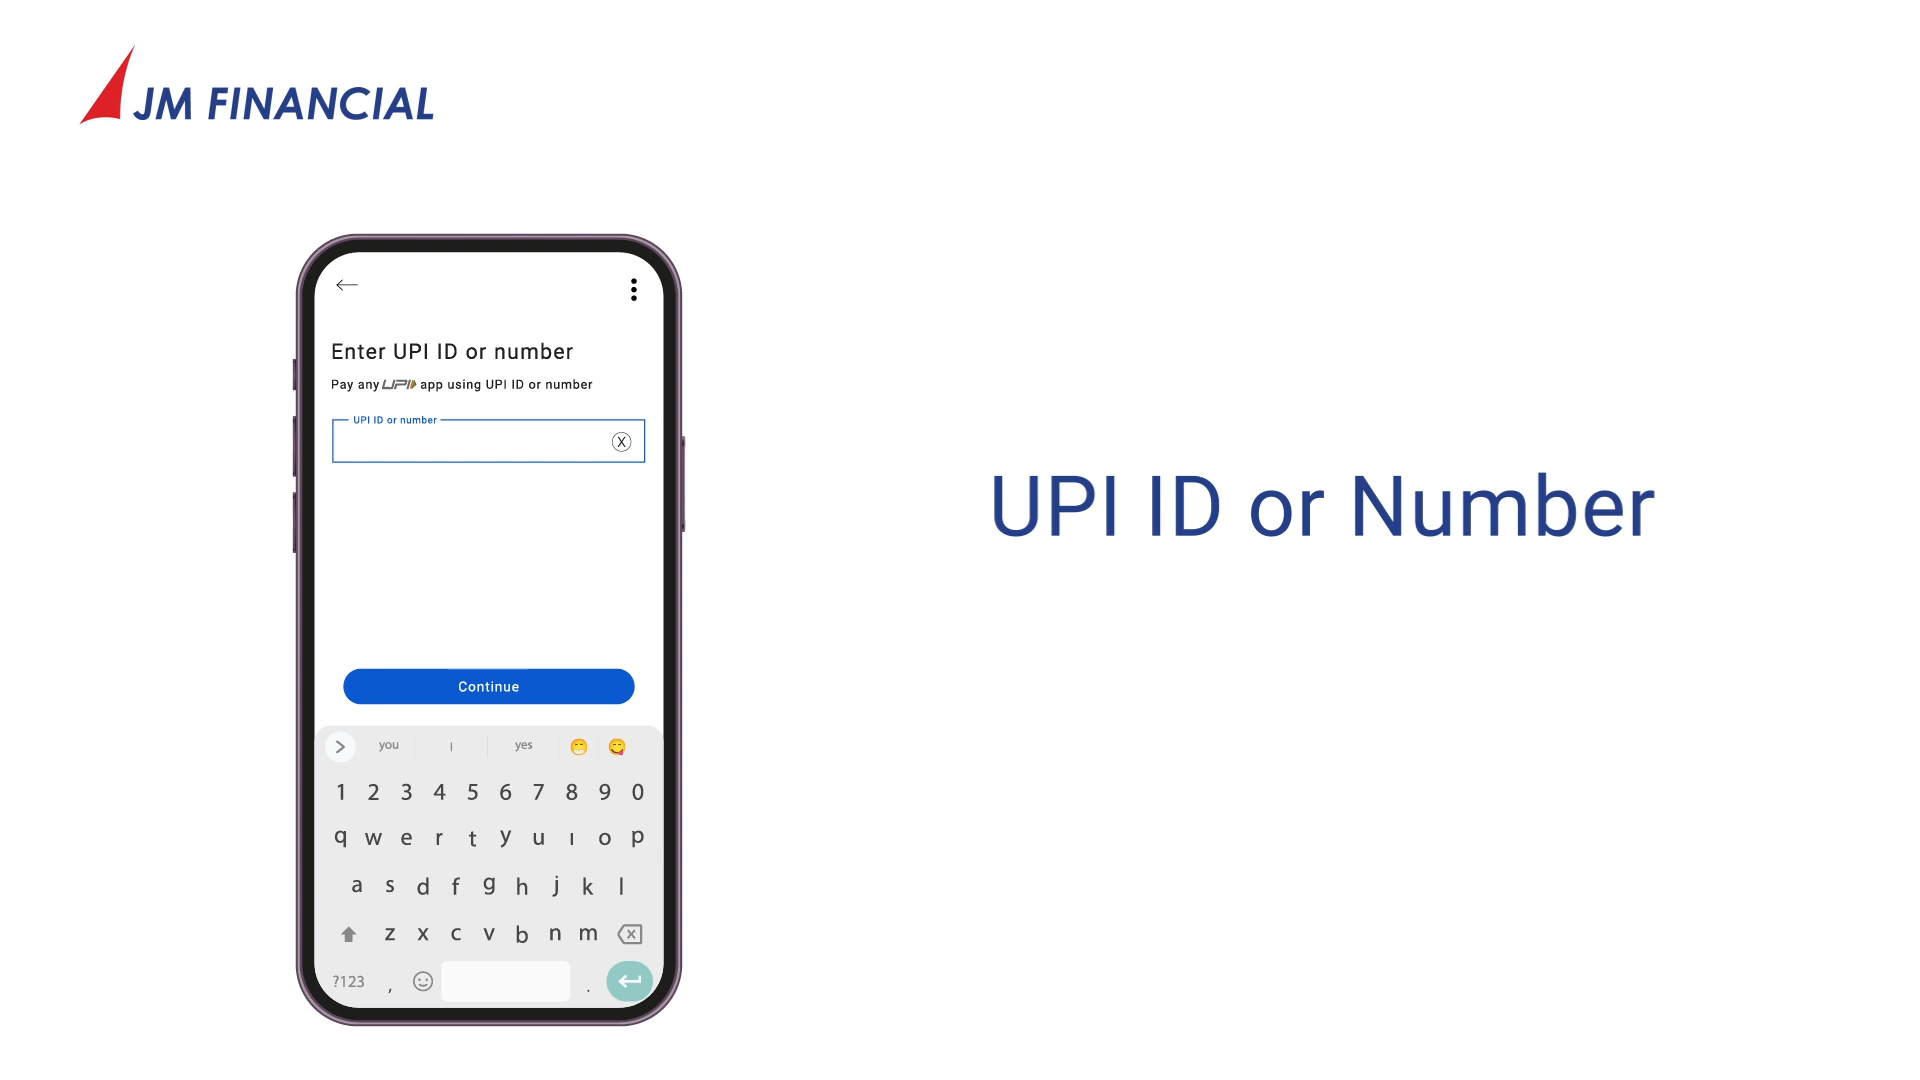 JM FINANCIAL
Enter UPI ID or number
Pay any UPI app using UPI ID or number
UPI ID or number
X
Continue
you | yes
1 2 3 4 5 6 7 8 9 0
q w e r t y u ı o p
a s d f g h j k l
z x c v b n m
?123 , .
UPI ID or Number